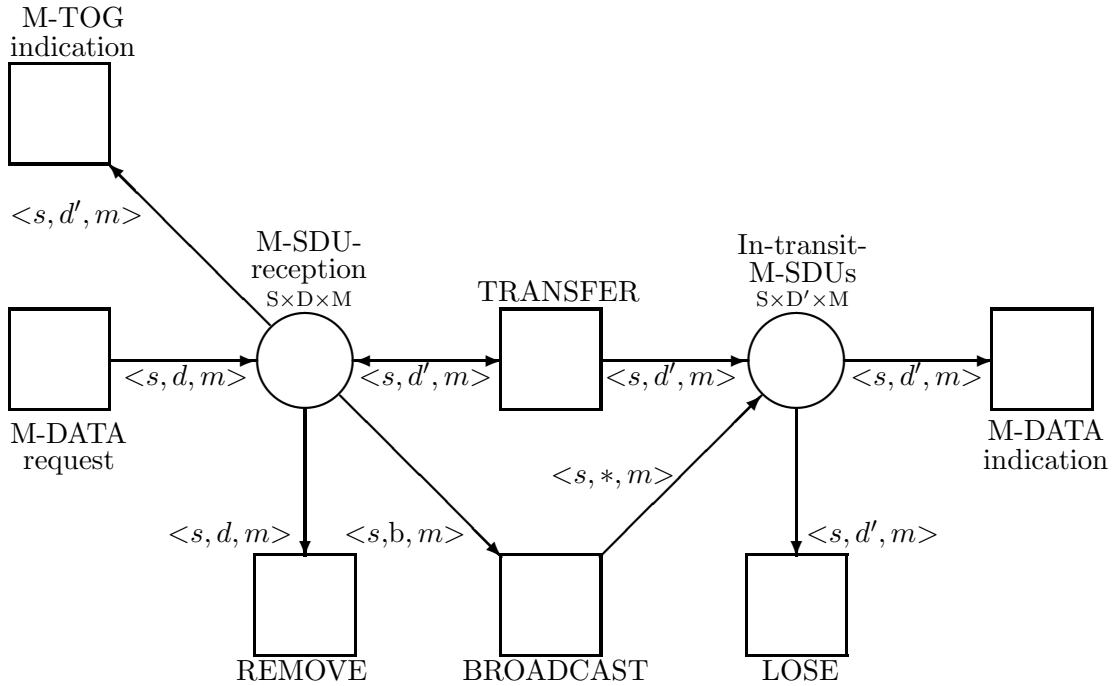 M-TOG
indication
<s, d′, m>
M-SDU-
reception
S×D×M
In-transit-
M-SDUs
S×D′×M
TRANSFER
<s, d, m>
<s, d′, m>
<s, d′, m>
<s, d′, m>
M-DATA
request
M-DATA
indication
<s, ∗, m>
<s, d, m>
<s,b, m>
<s, d′, m>
REMOVE
BROADCAST
LOSE